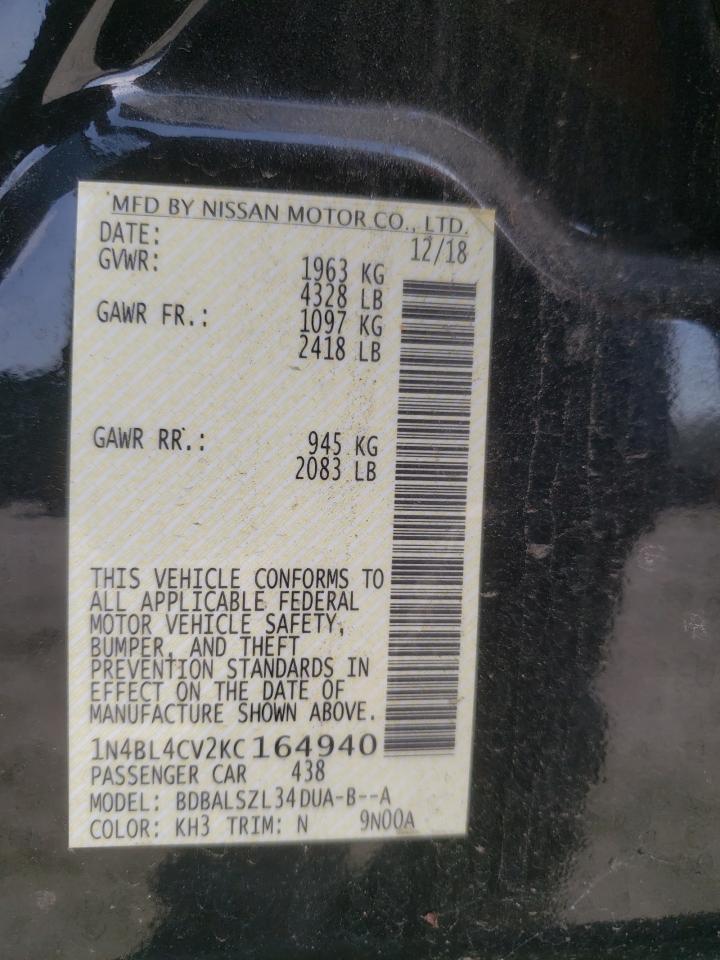 MFD BY NISSAN MOTOR CO., LTD.
DATE: 12/18
GVWR: 1963 KG
4328 LB
GAWR FR.: 1097 KG
2418 LB
GAWR RR.: 945 KG
2083 LB
THIS VEHICLE CONFORMS TO
ALL APPLICABLE FEDERAL
MOTOR VEHICLE SAFETY,
BUMPER, AND THEFT
PREVENTION STANDARDS IN
EFFECT ON THE DATE OF
MANUFACTURE SHOWN ABOVE.
1N4BL4CV2KC164940
PASSENGER CAR 438
MODEL: BDBALSZL34DUA-B--A
COLOR: KH3 TRIM: N 9N00A